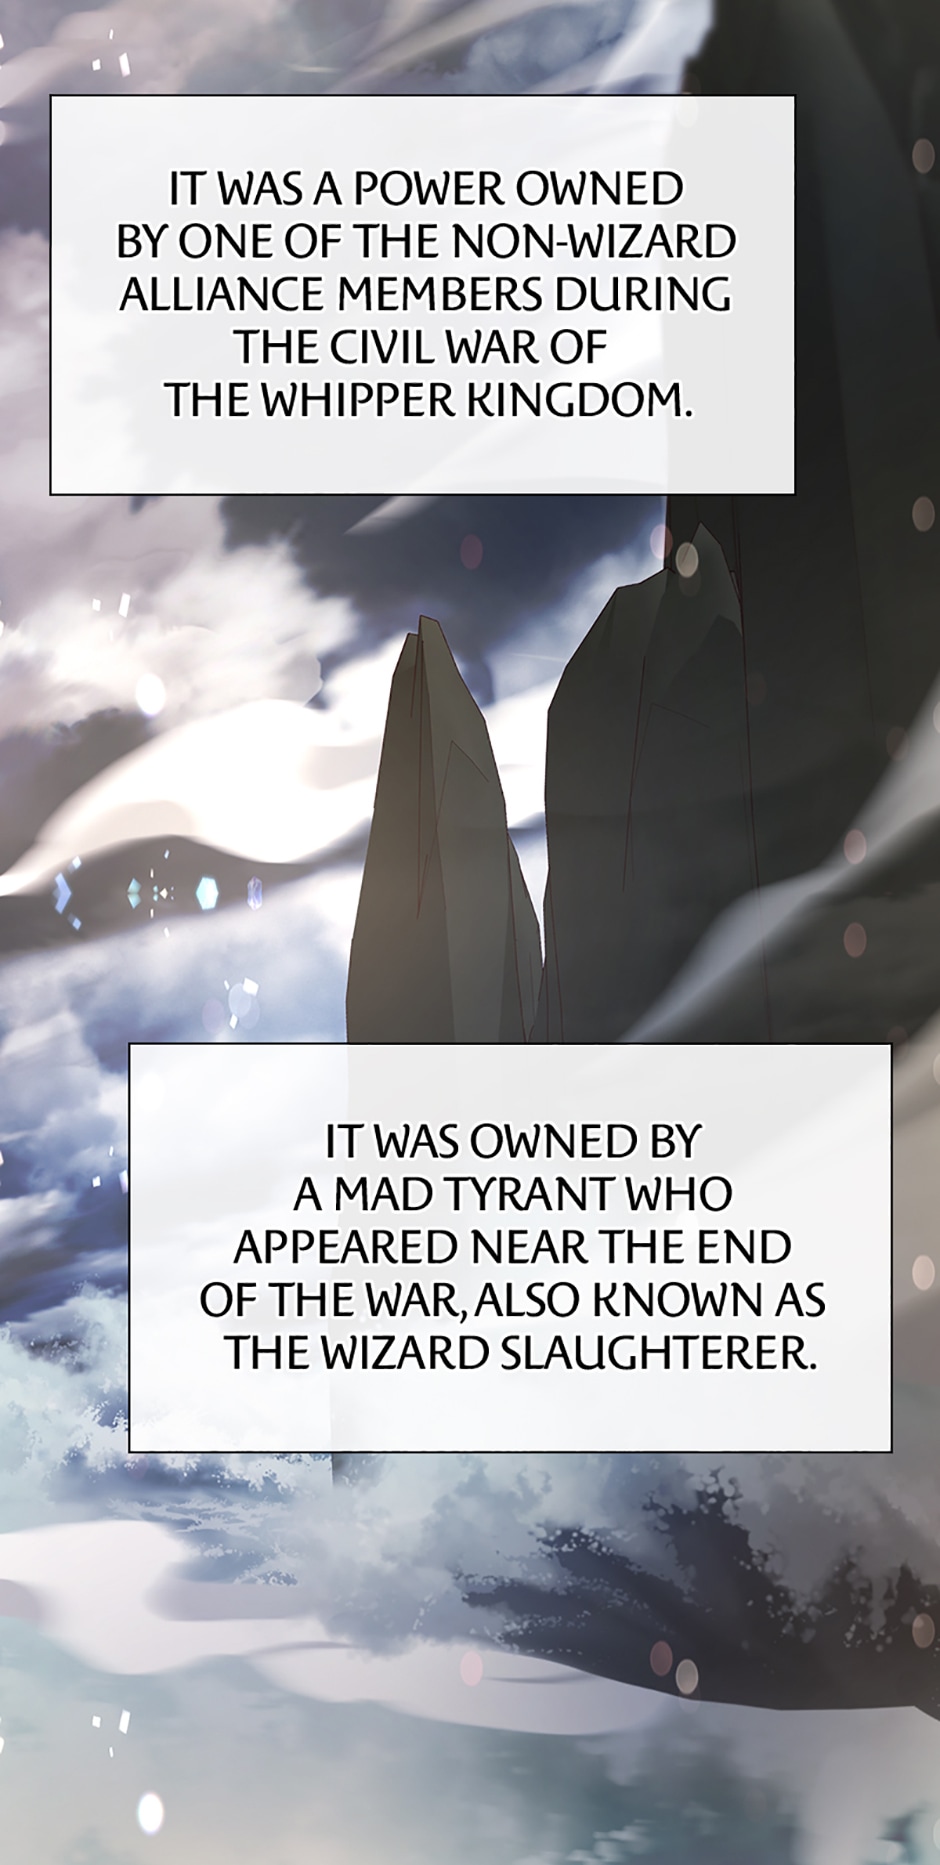 IT WAS A POWER OWNED
BY ONE OF THE NON-WIZARD
ALLIANCE MEMBERS DURING
THE CIVIL WAR OF
THE WHIPPER KINGDOM.
IT WAS OWNED BY
A MAD TYRANT WHO
APPEARED NEAR THE END
OF THE WAR, ALSO KNOWN AS
THE WIZARD SLAUGHTERER.